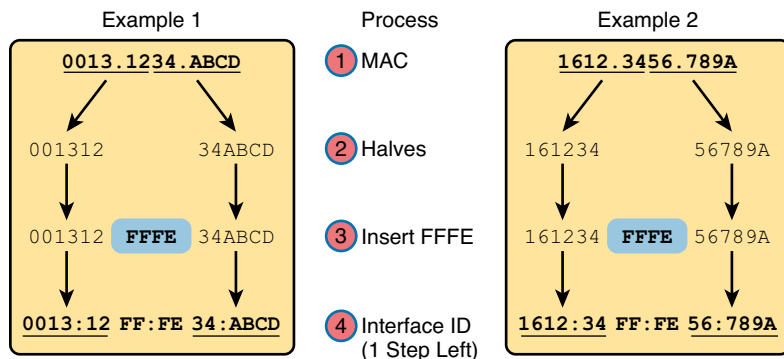 Example 1 Process Example 2
0013.1234.ABCD 1 MAC 1612.3456.789A
001312 34ABCD 2 Halves 161234 56789A
001312 FFFE 34ABCD 3 Insert FFFE 161234 FFFE 56789A
0013:12 FF:FE 34:ABCD 4 Interface ID 1612:34 FF:FE 56:789A
(1 Step Left)